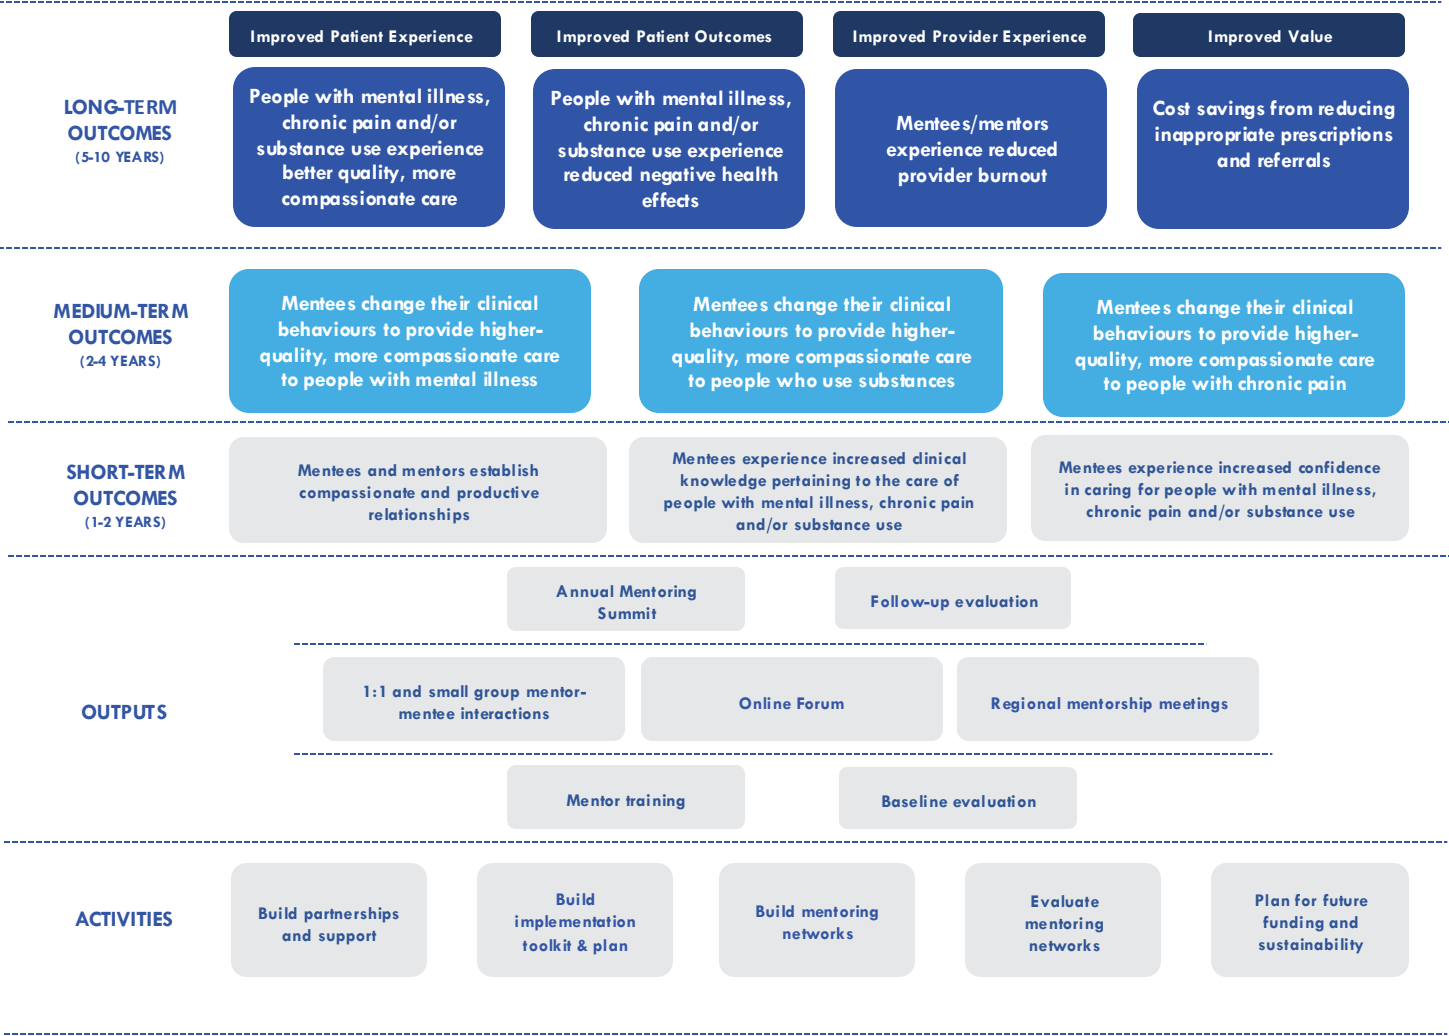 Improved Patient Experience
Improved Patient Outcomes
Improved Provider Experience
Improved Value
LONG-TERM
OUTCOMES
(5-10 YEARS)
People with mental illness,
chronic pain and/or
substance use experience
better quality, more
compassionate care
People with mental illness,
chronic pain and/or
substance use experience
reduced negative health
effects
Mentees/mentors
experience reduced
provider burnout
Cost savings from reducing
inappropriate prescriptions
and referrals
MEDIUM-TERM
OUTCOMES
(2-4 YEARS)
Mentees change their clinical
behaviours to provide higher-
quality, more compassionate care
to people with mental illness
Mentees change their clinical
behaviours to provide higher-
quality, more compassionate care
to people who use substances
Mentees change their clinical
behaviours to provide higher-
quality, more compassionate care
to people with chronic pain
SHORT-TERM
OUTCOMES
(1-2 YEARS)
Mentees and mentors establish
compassionate and productive
relationships
Mentees experience increased clinical
knowledge pertaining to the care of
people with mental illness, chronic pain
and/or substance use
Mentees experience increased confidence
in caring for people with mental illness,
chronic pain and/or substance use
OUTPUTS
Annual Mentoring
Summit
Follow-up evaluation
1:1 and small group mentor-
mentee interactions
Online Forum
Regional mentorship meetings
Mentor training
Baseline evaluation
ACTIVITIES
Build partnerships
and support
Build
implementation
toolkit & plan
Build mentoring
networks
Evaluate
mentoring
networks
Plan for future
funding and
sustainability